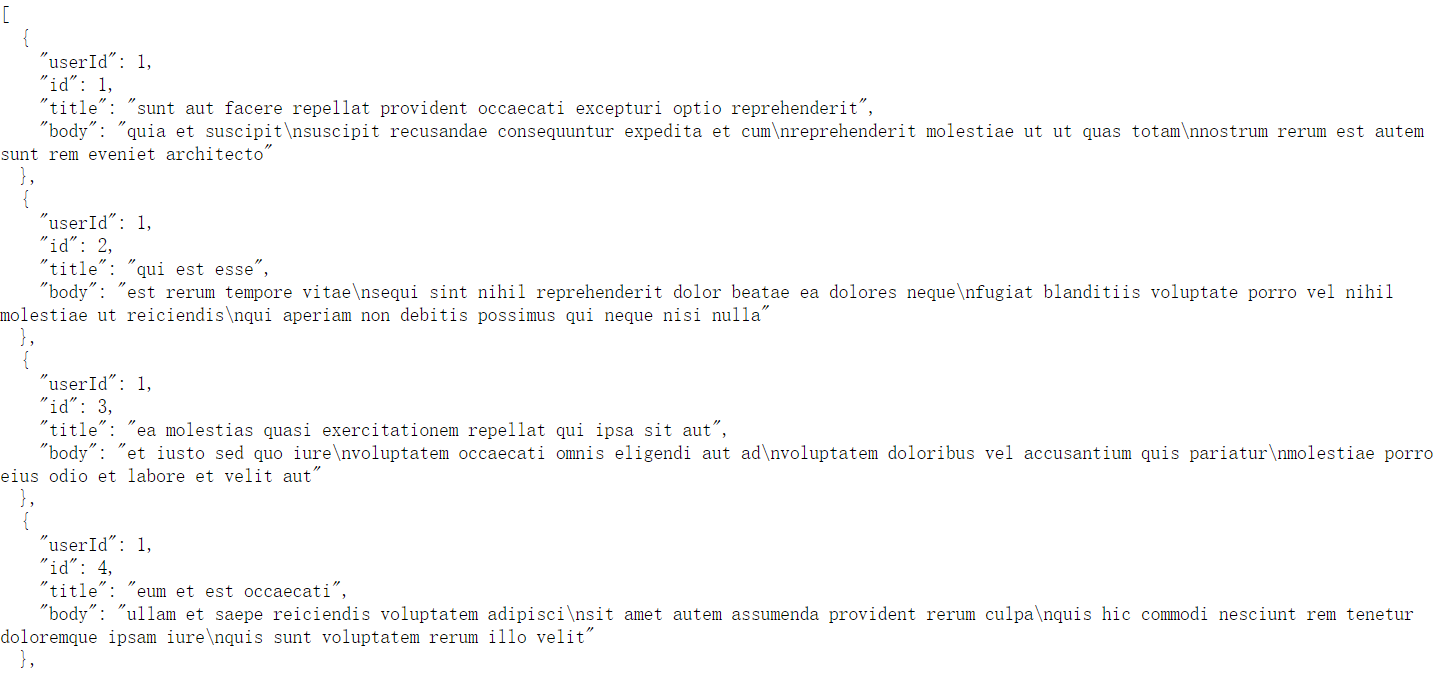 [
  {
    "userId": 1,
    "id": 1,
    "title": "sunt aut facere repellat provident occaecati excepturi optio reprehenderit",
    "body": "quia et suscipit\nsuscipit recusandae consequuntur expedita et cum\nreprehenderit molestiae ut ut quas totam\nnostrum rerum est autem
sunt rem eveniet architecto"
  },
  {
    "userId": 1,
    "id": 2,
    "title": "qui est esse",
    "body": "est rerum tempore vitae\nsequi sint nihil reprehenderit dolor beatae ea dolores neque\nfugiat blanditiis voluptate porro vel nihil
molestiae ut reiciendis\nqui aperiam non debitis possimus qui neque nisi nulla"
  },
  {
    "userId": 1,
    "id": 3,
    "title": "ea molestias quasi exercitationem repellat qui ipsa sit aut",
    "body": "et iusto sed quo iure\nvoluptatem occaecati omnis eligendi aut ad\nvoluptatem doloribus vel accusantium quis pariatur\nmolestiae porro
eius odio et labore et velit aut"
  },
  {
    "userId": 1,
    "id": 4,
    "title": "eum et est occaecati",
    "body": "ullam et saepe reiciendis voluptatem adipisci\nsit amet autem assumenda provident rerum culpa\nquis hic commodi nesciunt rem tenetur
doloremque ipsam iure\nquis sunt voluptatem rerum illo velit"
  },